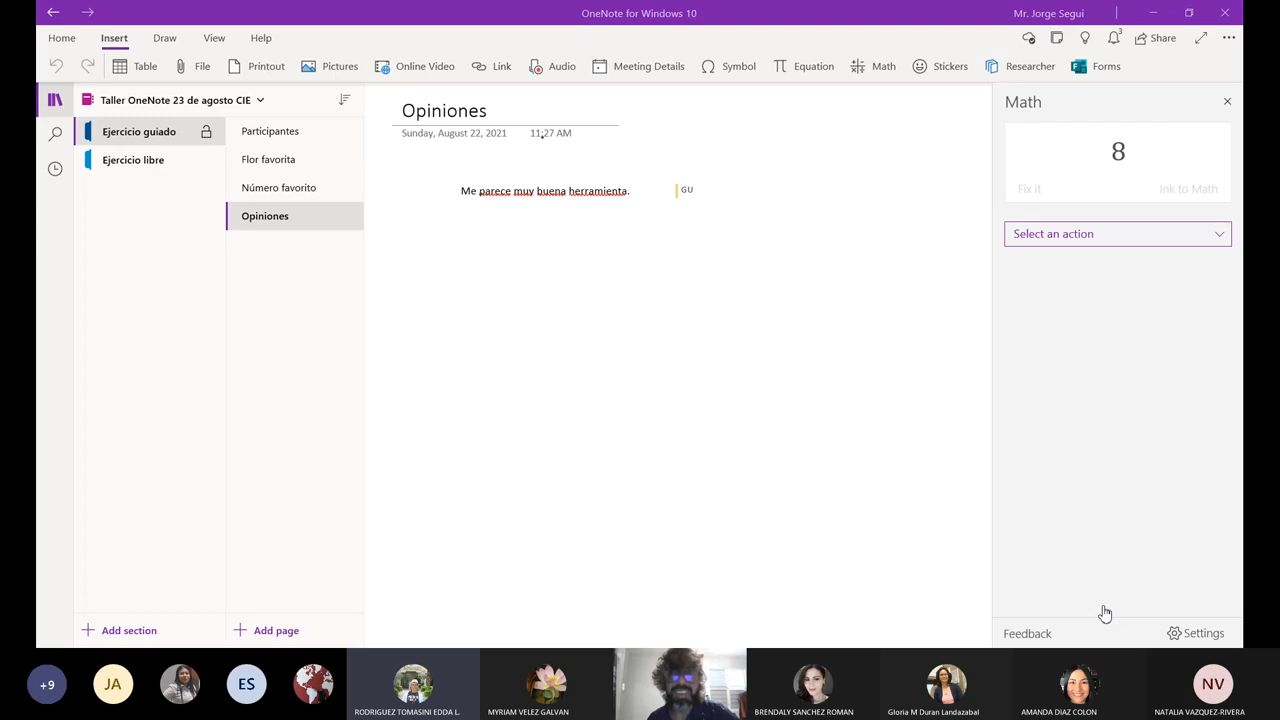 OneNote for Windows 10
Mr. Jorge Segui
Home
Insert
Draw
View
Help
3
Share
Table
File
Printout
Pictures
Online Video
Link
Audio
Meeting Details
Symbol
Equation
Math
Stickers
Researcher
Forms
Taller OneNote 23 de agosto CIE
Ejercicio guiado
Ejercicio libre
Participantes
Flor favorita
Número favorito
Opiniones
Opiniones
Sunday, August 22, 2021 11:27 AM
Me parece muy buena herramienta.
GU
Math
8
Fix it
Ink to Math
Select an action
Add section
Add page
Feedback
Settings
+9
JA
ES
NV
RODRIGUEZ TOMASINI EDDA L.
MYRIAM VELEZ GALVAN
BRENDALY SANCHEZ ROMAN
Gloria M Duran Landazabal
AMANDA DIAZ COLON
NATALIA VAZQUEZ-RIVERA